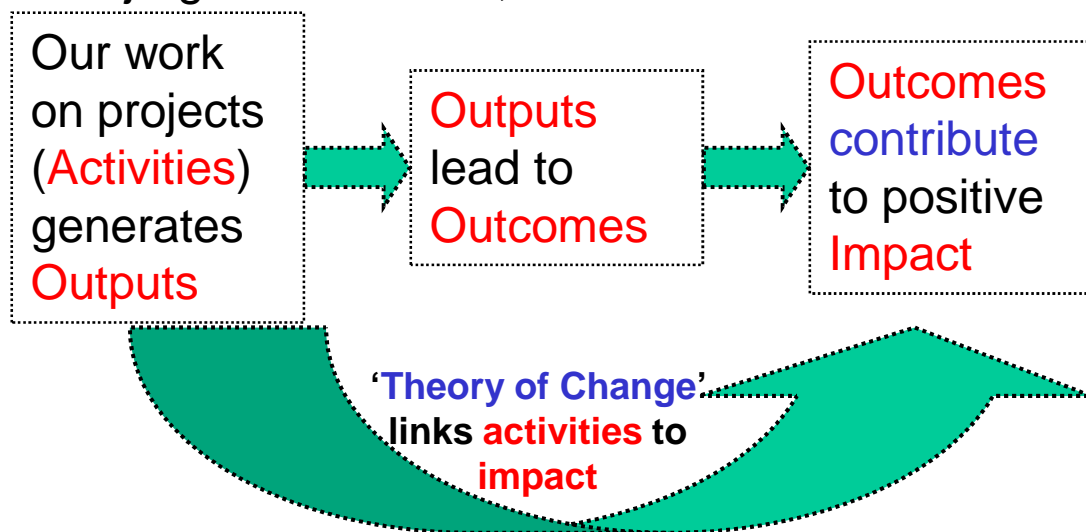 Our work
on projects
(Activities)
generates
Outputs
Outputs
lead to
Outcomes
Outcomes
contribute
to positive
Impact
‘Theory of Change’
links activities to
impact